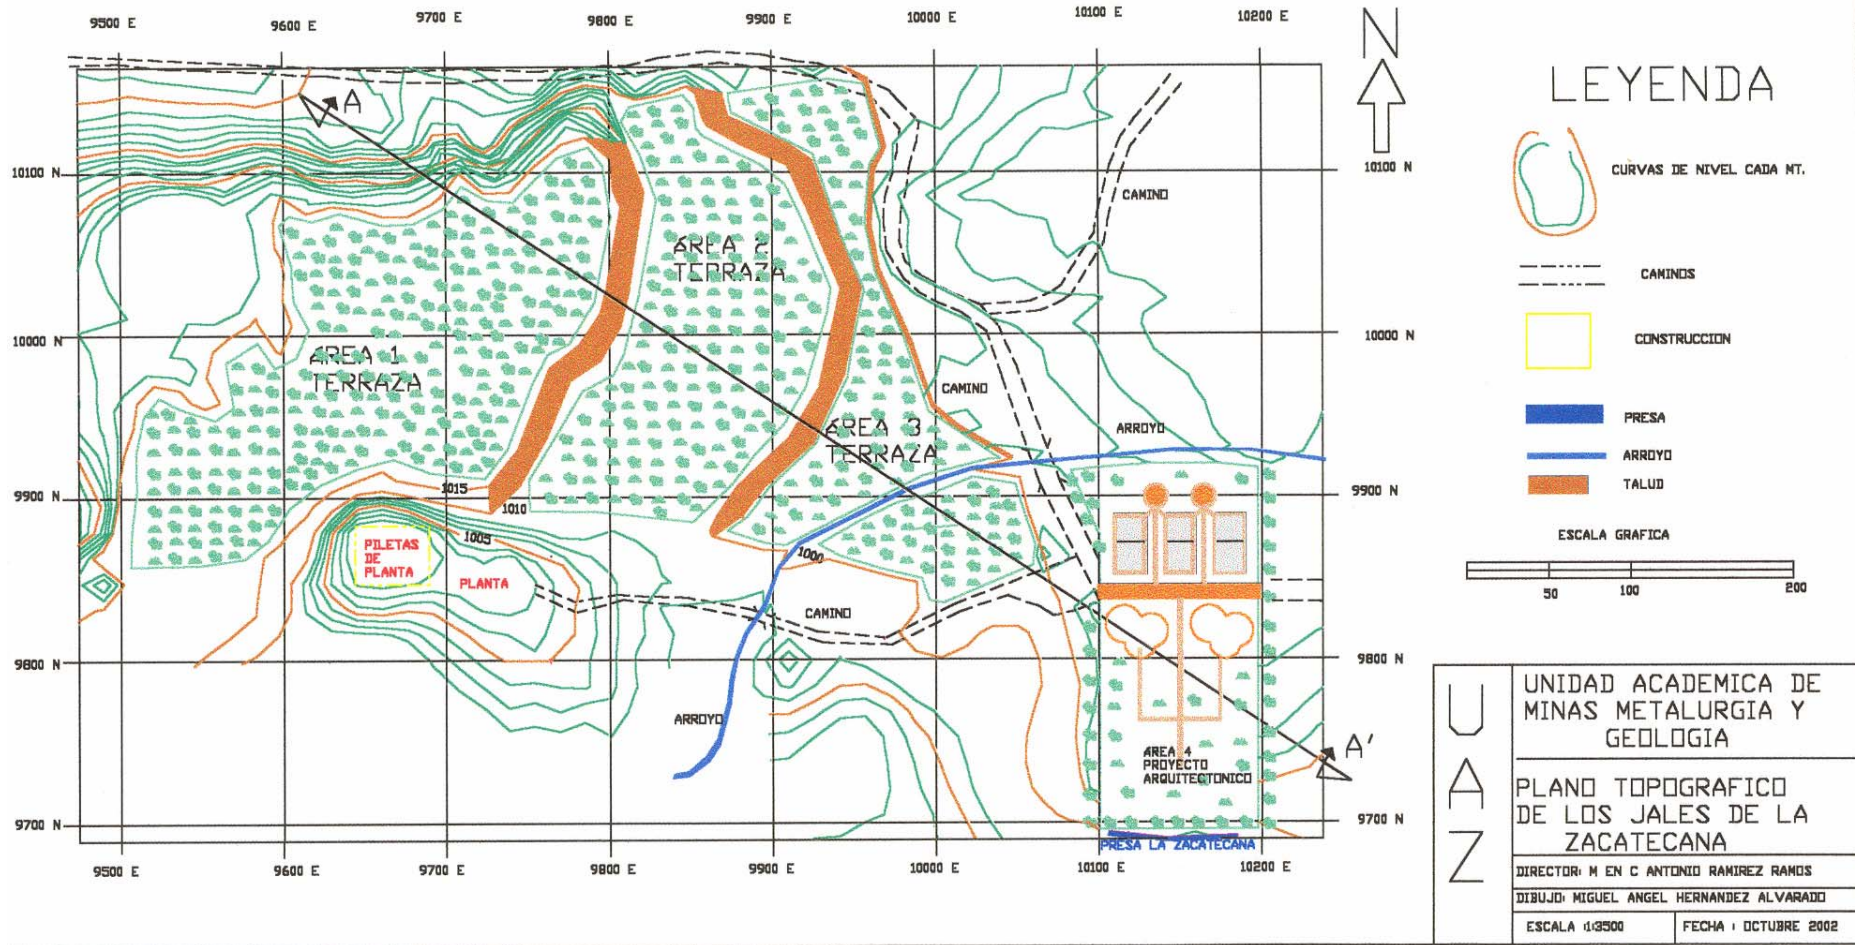 9500 E
9600 E
9700 E
9800 E
9900 E
10000 E
10100 E
10200 E
N
LEYENDA
A
10100 N
10100 N
CURVAS DE NIVEL CADA MT.
CAMINO
AREA 2
TERRAZA
CAMINOS
10000 N
10000 N
CONSTRUCCION
AREA 1
TERRAZA
CAMINO
PRESA
AREA 3
TERRAZA
ARROYO
ARROYO
TALUD
9900 N
1015
1010
9900 N
ESCALA GRAFICA
1005
1000
PILETAS
DE
PLANTA
PLANTA
50
100
200
CAMINO
9800 N
9800 N
ARROYO
A'
AREA 4
PROYECTO
ARQUITECTONICO
9700 N
9700 N
PRESA LA ZACATECANA
9500 E
9600 E
9700 E
9800 E
9900 E
10000 E
10100 E
10200 E
UAZ
UNIDAD ACADEMICA DE
MINAS METALURGIA Y
GEOLOGIA
PLANO TOPOGRAFICO
DE LOS JALES DE LA
ZACATECANA
DIRECTOR: M EN C ANTONIO RAMIREZ RAMOS
DIBUJO: MIGUEL ANGEL HERNANDEZ ALVARADO
ESCALA 1:3500
FECHA : OCTUBRE 2002